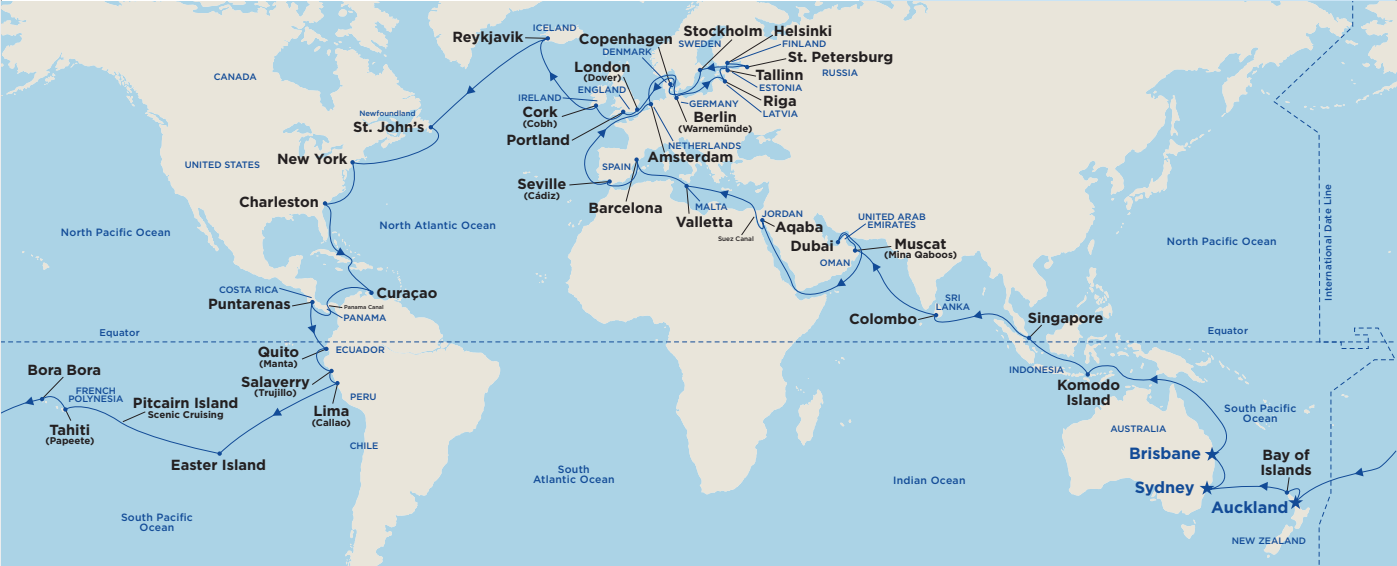 ICELAND
Reykjavik
Copenhagen
DENMARK
Stockholm
SWEDEN
Helsinki
FINLAND
St. Petersburg
RUSSIA
Tallinn
ESTONIA
Riga
LATVIA
London
(Dover)
ENGLAND
IRELAND
Cork
(Cobh)
Portland
GERMANY
Berlin
(Warnemünde)
NETHERLANDS
Amsterdam
CANADA
Newfoundland
St. John's
UNITED STATES
New York
Charleston
North Atlantic Ocean
North Pacific Ocean
SPAIN
Seville
(Cádiz)
Barcelona
MALTA
Valletta
Suez Canal
JORDAN
Aqaba
UNITED ARAB
EMIRATES
Dubai
Muscat
(Mina Qaboos)
OMAN
North Pacific Ocean
International Date Line
COSTA RICA
Puntarenas
Curaçao
Panama Canal
PANAMA
SRI
LANKA
Colombo
Singapore
Equator
Equator
Quito
(Manta)
ECUADOR
Salaverry
(Trujillo)
PERU
Lima
(Callao)
CHILE
Bora Bora
FRENCH
POLYNESIA
Tahiti
(Papeete)
Pitcairn Island
Scenic Cruising
Easter Island
INDONESIA
Komodo
Island
South Pacific
Ocean
AUSTRALIA
Brisbane
Sydney
Bay of
Islands
Auckland
NEW ZEALAND
South
Atlantic Ocean
Indian Ocean
South Pacific
Ocean